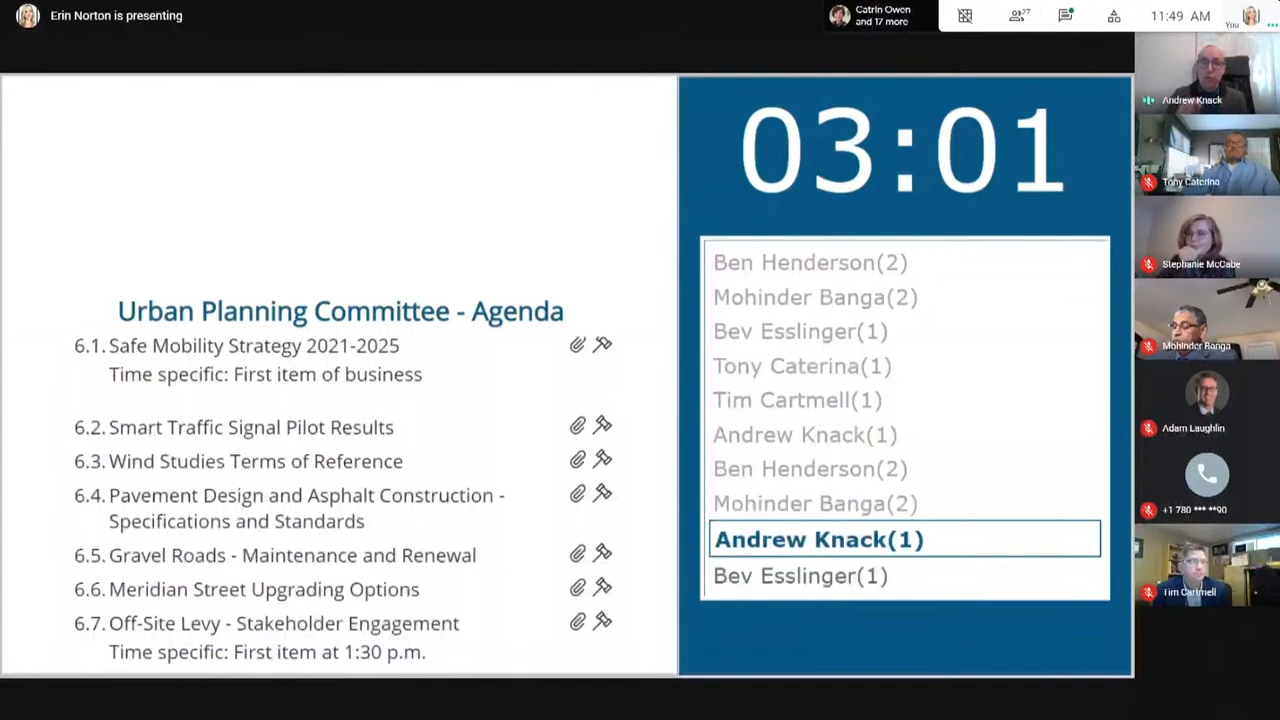 Erin Norton is presenting
Catrin Owen
and 17 more
27
11:49 AM
You
Urban Planning Committee - Agenda
6.1. Safe Mobility Strategy 2021-2025
Time specific: First item of business
6.2. Smart Traffic Signal Pilot Results
6.3. Wind Studies Terms of Reference
6.4. Pavement Design and Asphalt Construction -
Specifications and Standards
6.5. Gravel Roads - Maintenance and Renewal
6.6. Meridian Street Upgrading Options
6.7. Off-Site Levy - Stakeholder Engagement
Time specific: First item at 1:30 p.m.
03:01
Ben Henderson(2)
Mohinder Banga(2)
Bev Esslinger(1)
Tony Caterina(1)
Tim Cartmell(1)
Andrew Knack(1)
Ben Henderson(2)
Mohinder Banga(2)
Andrew Knack(1)
Bev Esslinger(1)
Andrew Knack
Tony Caterina
Stephanie McCabe
Mohinder Banga
Adam Laughlin
+1 780 *** **90
Tim Cartmell